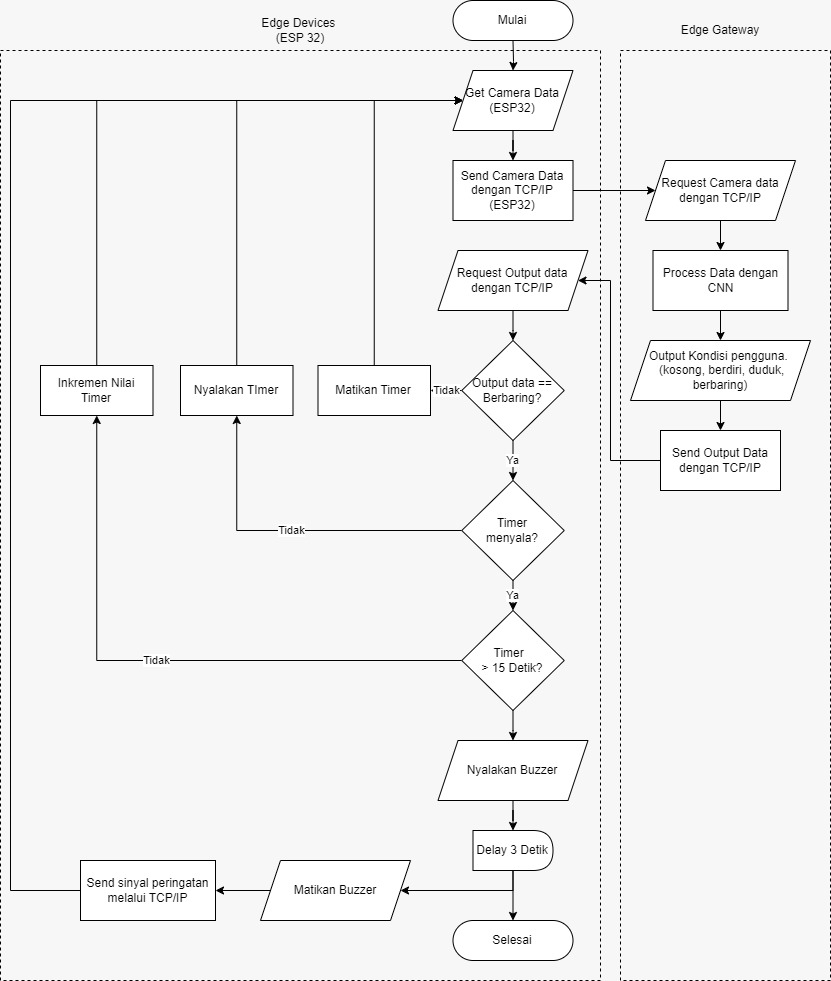 Edge Devices
(ESP 32)
Mulai
Edge Gateway
Get Camera Data
(ESP32)
Send Camera Data
dengan TCP/IP
(ESP32)
Request Camera data
dengan TCP/IP
Request Output data
dengan TCP/IP
Process Data dengan
CNN
Output Kondisi pengguna.
(kosong, berdiri, duduk,
berbaring)
Inkremen Nilai
Timer
Nyalakan TImer
Matikan Timer
Tidak
Output data ==
Berbaring?
Send Output Data
dengan TCP/IP
Ya
Tidak
Timer
menyala?
Ya
Tidak
Timer
> 15 Detik?
Nyalakan Buzzer
Delay 3 Detik
Send sinyal peringatan
melalui TCP/IP
Matikan Buzzer
Selesai